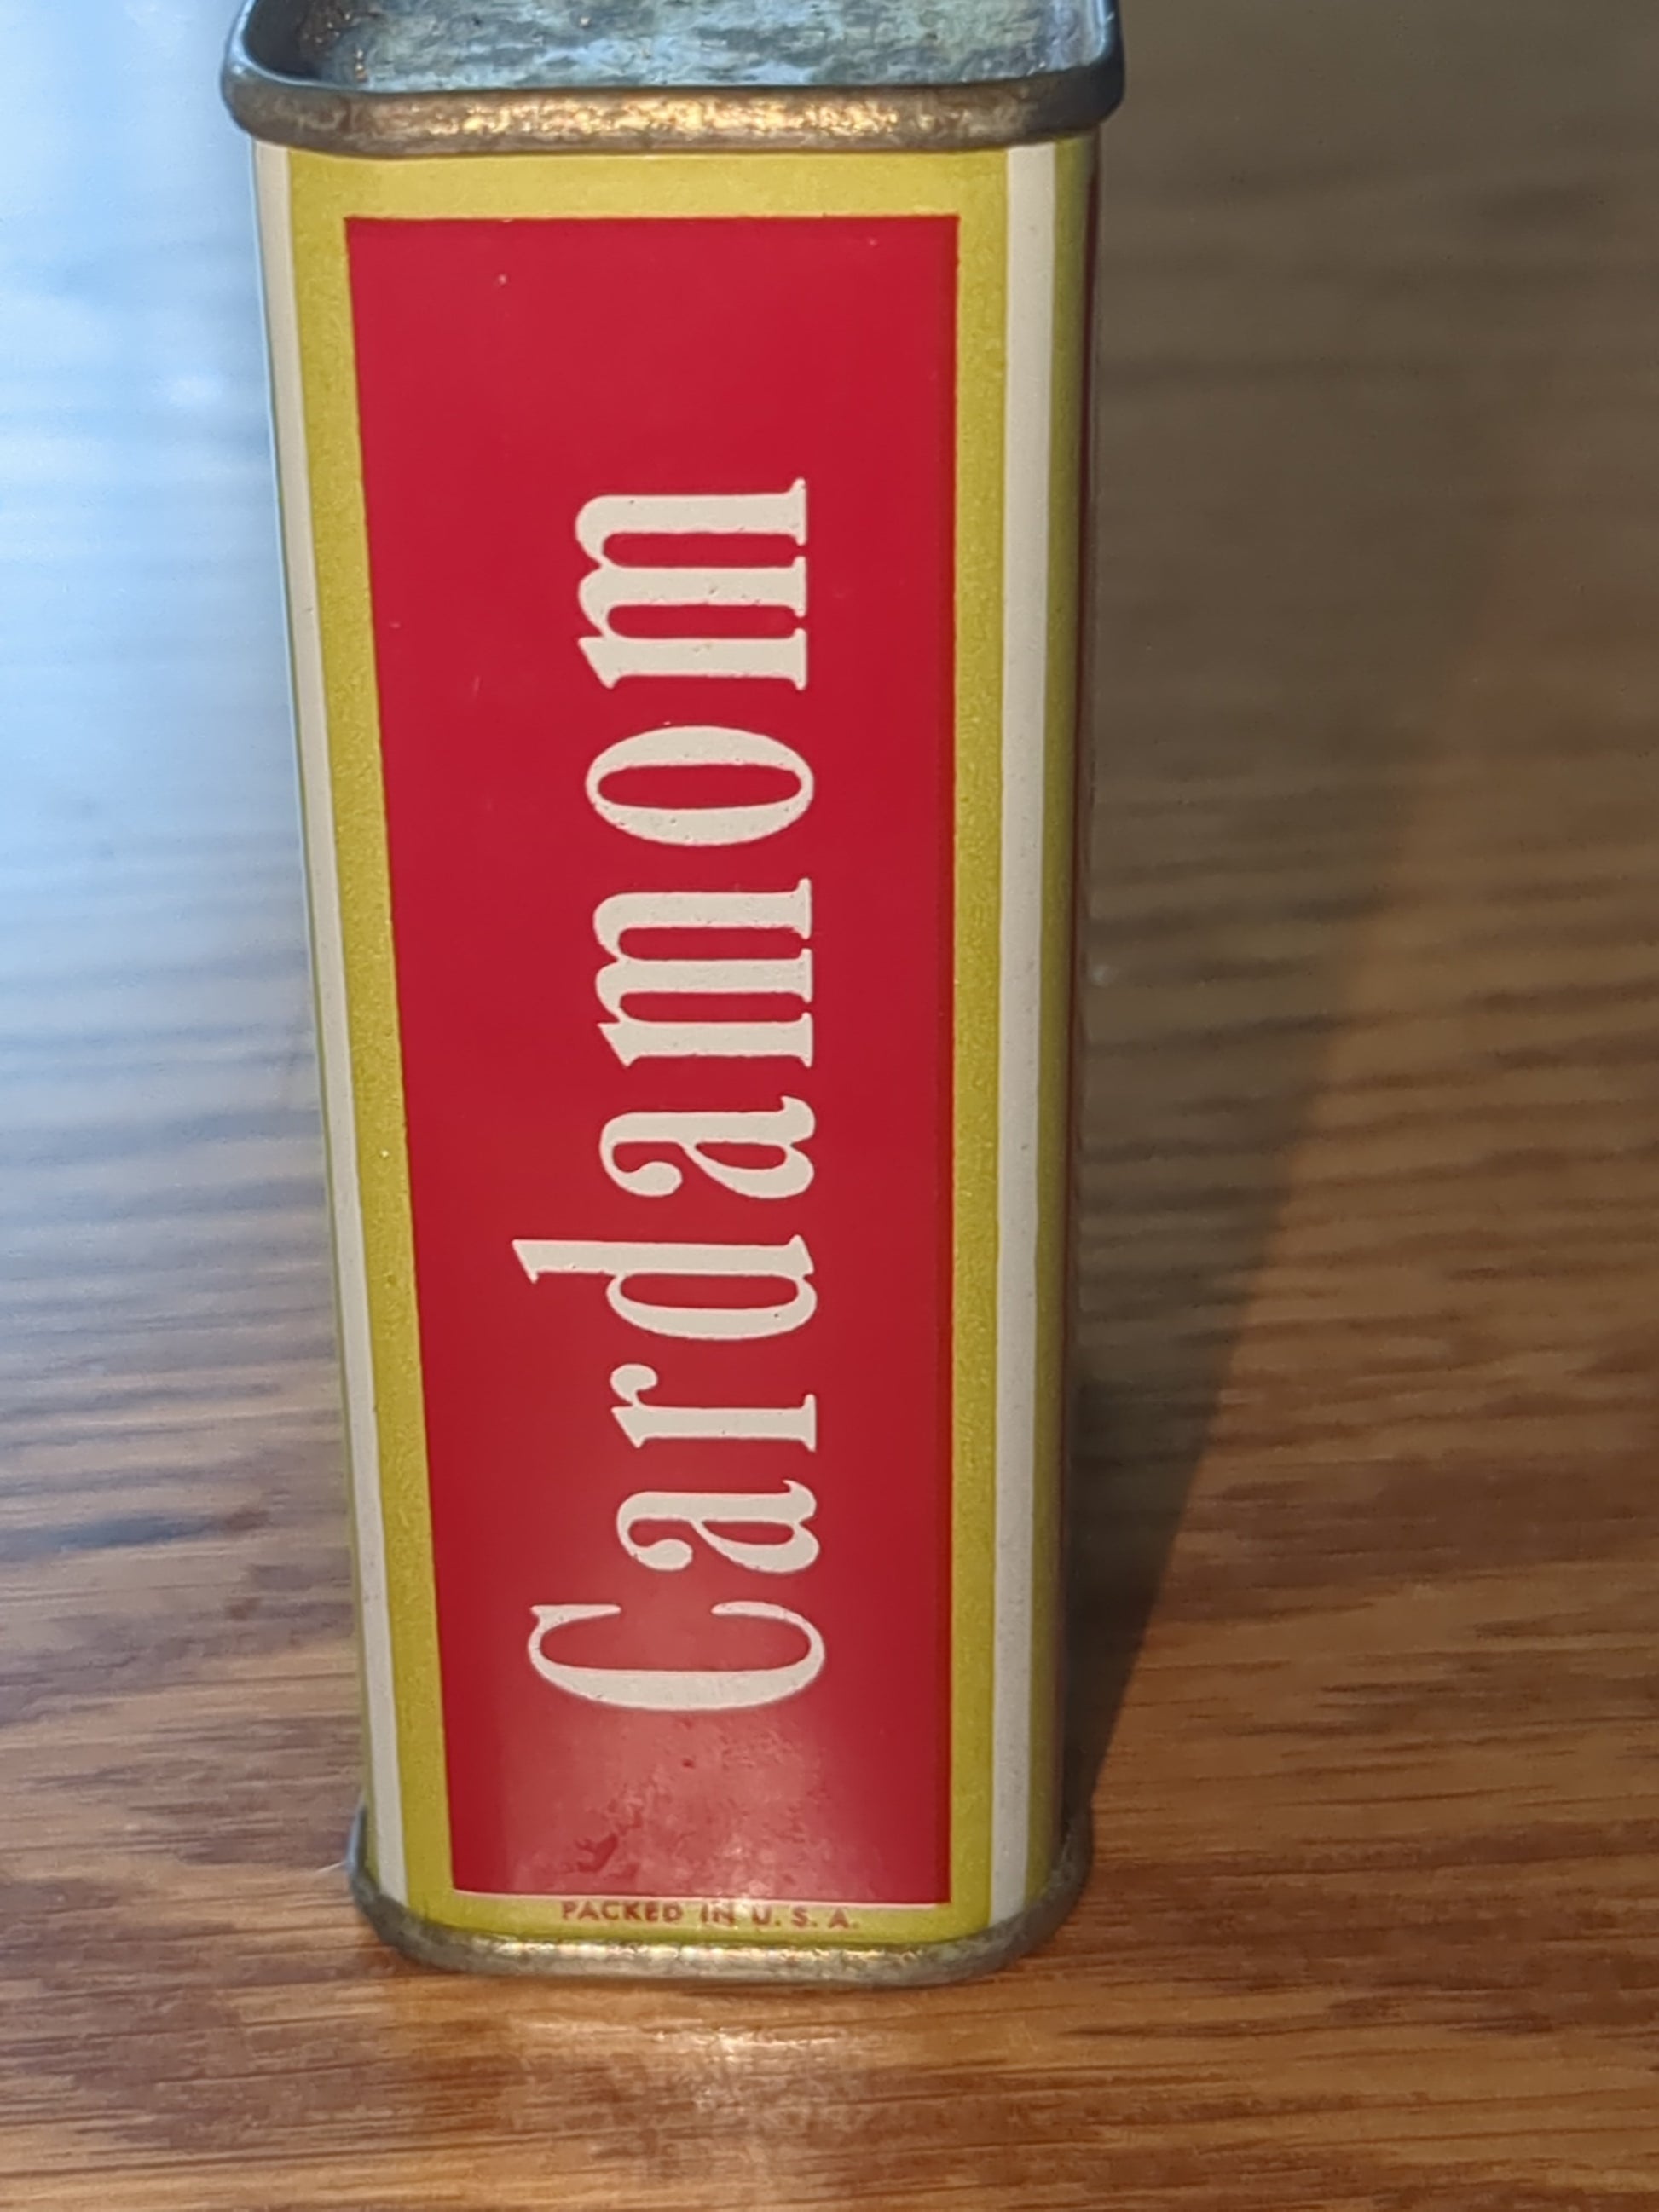 Cardamom
PACKED IN U. S. A.